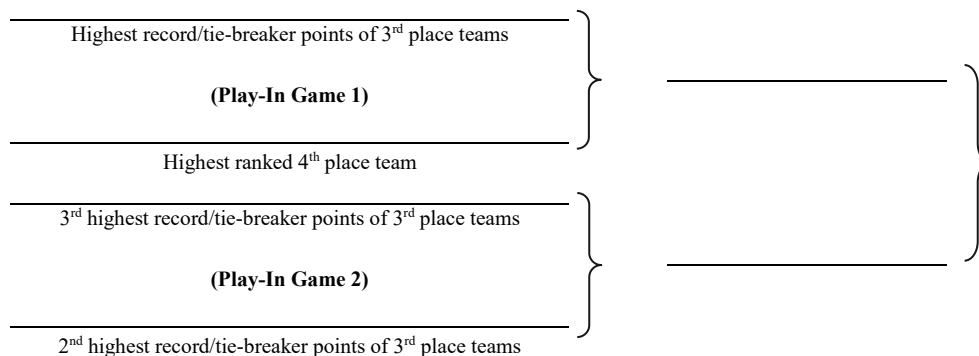 Highest record/tie-breaker points of 3rd place teams
(Play-In Game 1)
Highest ranked 4th place team
3rd highest record/tie-breaker points of 3rd place teams
(Play-In Game 2)
2nd highest record/tie-breaker points of 3rd place teams